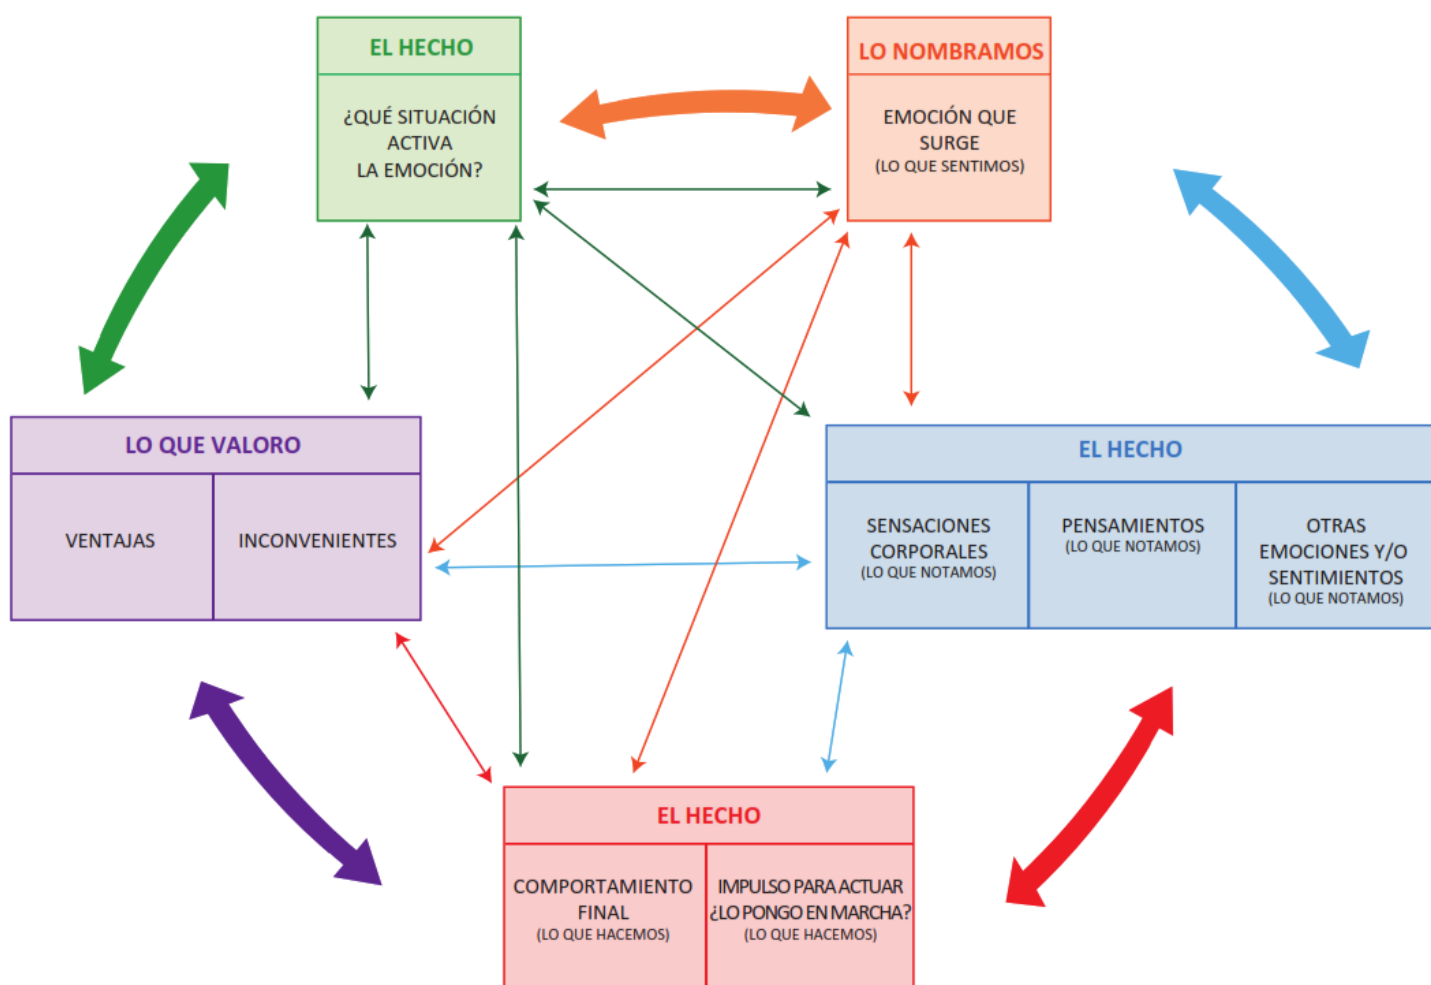 EL HECHO
¿QUÉ SITUACIÓN
ACTIVA
LA EMOCIÓN?
LO NOMBRAMOS
EMOCIÓN QUE
SURGE
(LO QUE SENTIMOS)
LO QUE VALORO
VENTAJAS
INCONVENIENTES
EL HECHO
SENSACIONES
CORPORALES
(LO QUE NOTAMOS)
PENSAMIENTOS
(LO QUE NOTAMOS)
OTRAS
EMOCIONES Y/O
SENTIMIENTOS
(LO QUE NOTAMOS)
EL HECHO
COMPORTAMIENTO
FINAL
(LO QUE HACEMOS)
IMPULSO PARA ACTUAR
¿LO PONGO EN MARCHA?
(LO QUE HACEMOS)